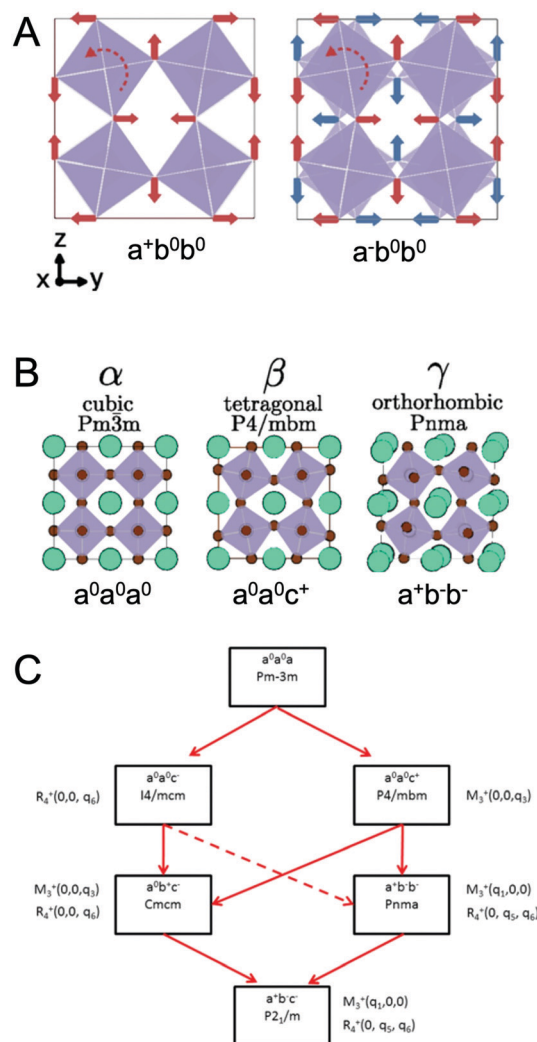 A
a⁺b⁰b⁰
a⁻b⁰b⁰
z
x y
B
α β γ
cubic tetragonal orthorhombic
Pm3̄m P4/mbm Pnma
a⁰a⁰a⁰ a⁰a⁰c⁺ a⁺b⁻b⁻
C
a⁰a⁰a
Pm-3m
R₄⁺(0,0, q₆)
a⁰a⁰c⁻
I4/mcm
a⁰a⁰c⁺
P4/mbm
M₃⁺(0,0,q₃)
M₃⁺(0,0,q₃)
R₄⁺(0,0, q₆)
a⁰b⁺c⁻
Cmcm
a⁺b⁻b⁻
Pnma
M₃⁺(q₁,0,0)
R₄⁺(0, q₅, q₆)
a⁺b⁻c⁻
P2₁/m
M₃⁺(q₁,0,0)
R₄⁺(0, q₅, q₆)